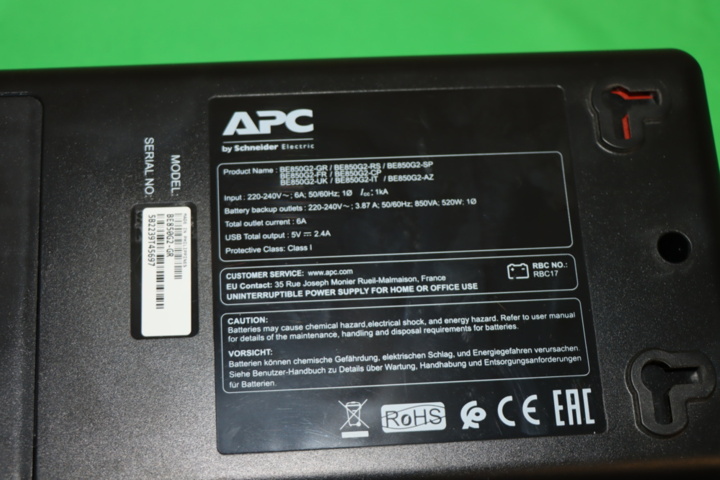 APC
by Schneider Electric
Product Name : BE850G2-GR / BE850G2-RS / BE850G2-SP
BE850G2-FR / BE850G2-CP
BE850G2-UK / BE850G2-IT / BE850G2-AZ
Input : 220-240V~; 6A; 50/60Hz; 1Ø Icc : 1kA
Battery backup outlets : 220-240V~; 3.87 A; 50/60Hz; 850VA; 520W; 1Ø
Total outlet current : 6A
USB Total output : 5V⎓ 2.4A
Protective Class: Class I
CUSTOMER SERVICE: www.apc.com
EU Contact: 35 Rue Joseph Monier Rueil-Malmaison, France
UNINTERRUPTIBLE POWER SUPPLY FOR HOME OR OFFICE USE
RBC NO.:
RBC17
CAUTION:
Batteries may cause chemical hazard,electrical shock, and energy hazard. Refer to user manual
for details of the maintenance, handling and disposal requirements for batteries.
VORSICHT:
Batterien können chemische Gefährdung, elektrischen Schlag, und Energiegefahren verursachen.
Siehe Benutzer-Handbuch zu Details über Wartung, Handhabung und Entsorgungsanforderungen
für Batterien.
RoHS
CE
EAC
MODEL:
SERIAL NO.
MADE IN PHILIPPINES
BE850G2-GR
5B2239T45697